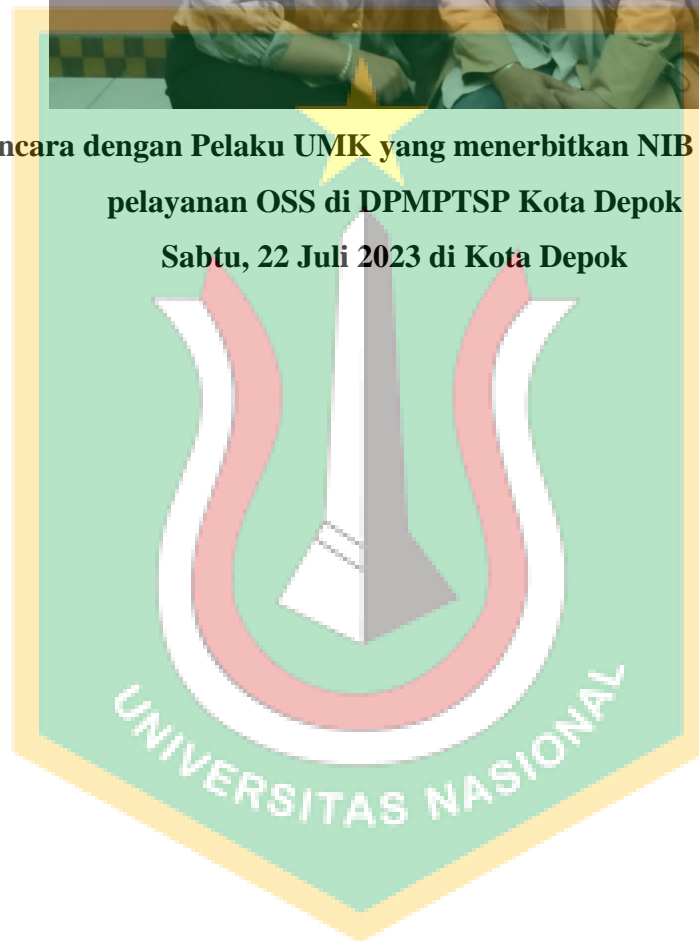 ncara dengan Pelaku UMK yang menerbitkan NIB
pelayanan OSS di DPMPTSP Kota Depok
Sabtu, 22 Juli 2023 di Kota Depok
UNIVERSITAS NASIONAL